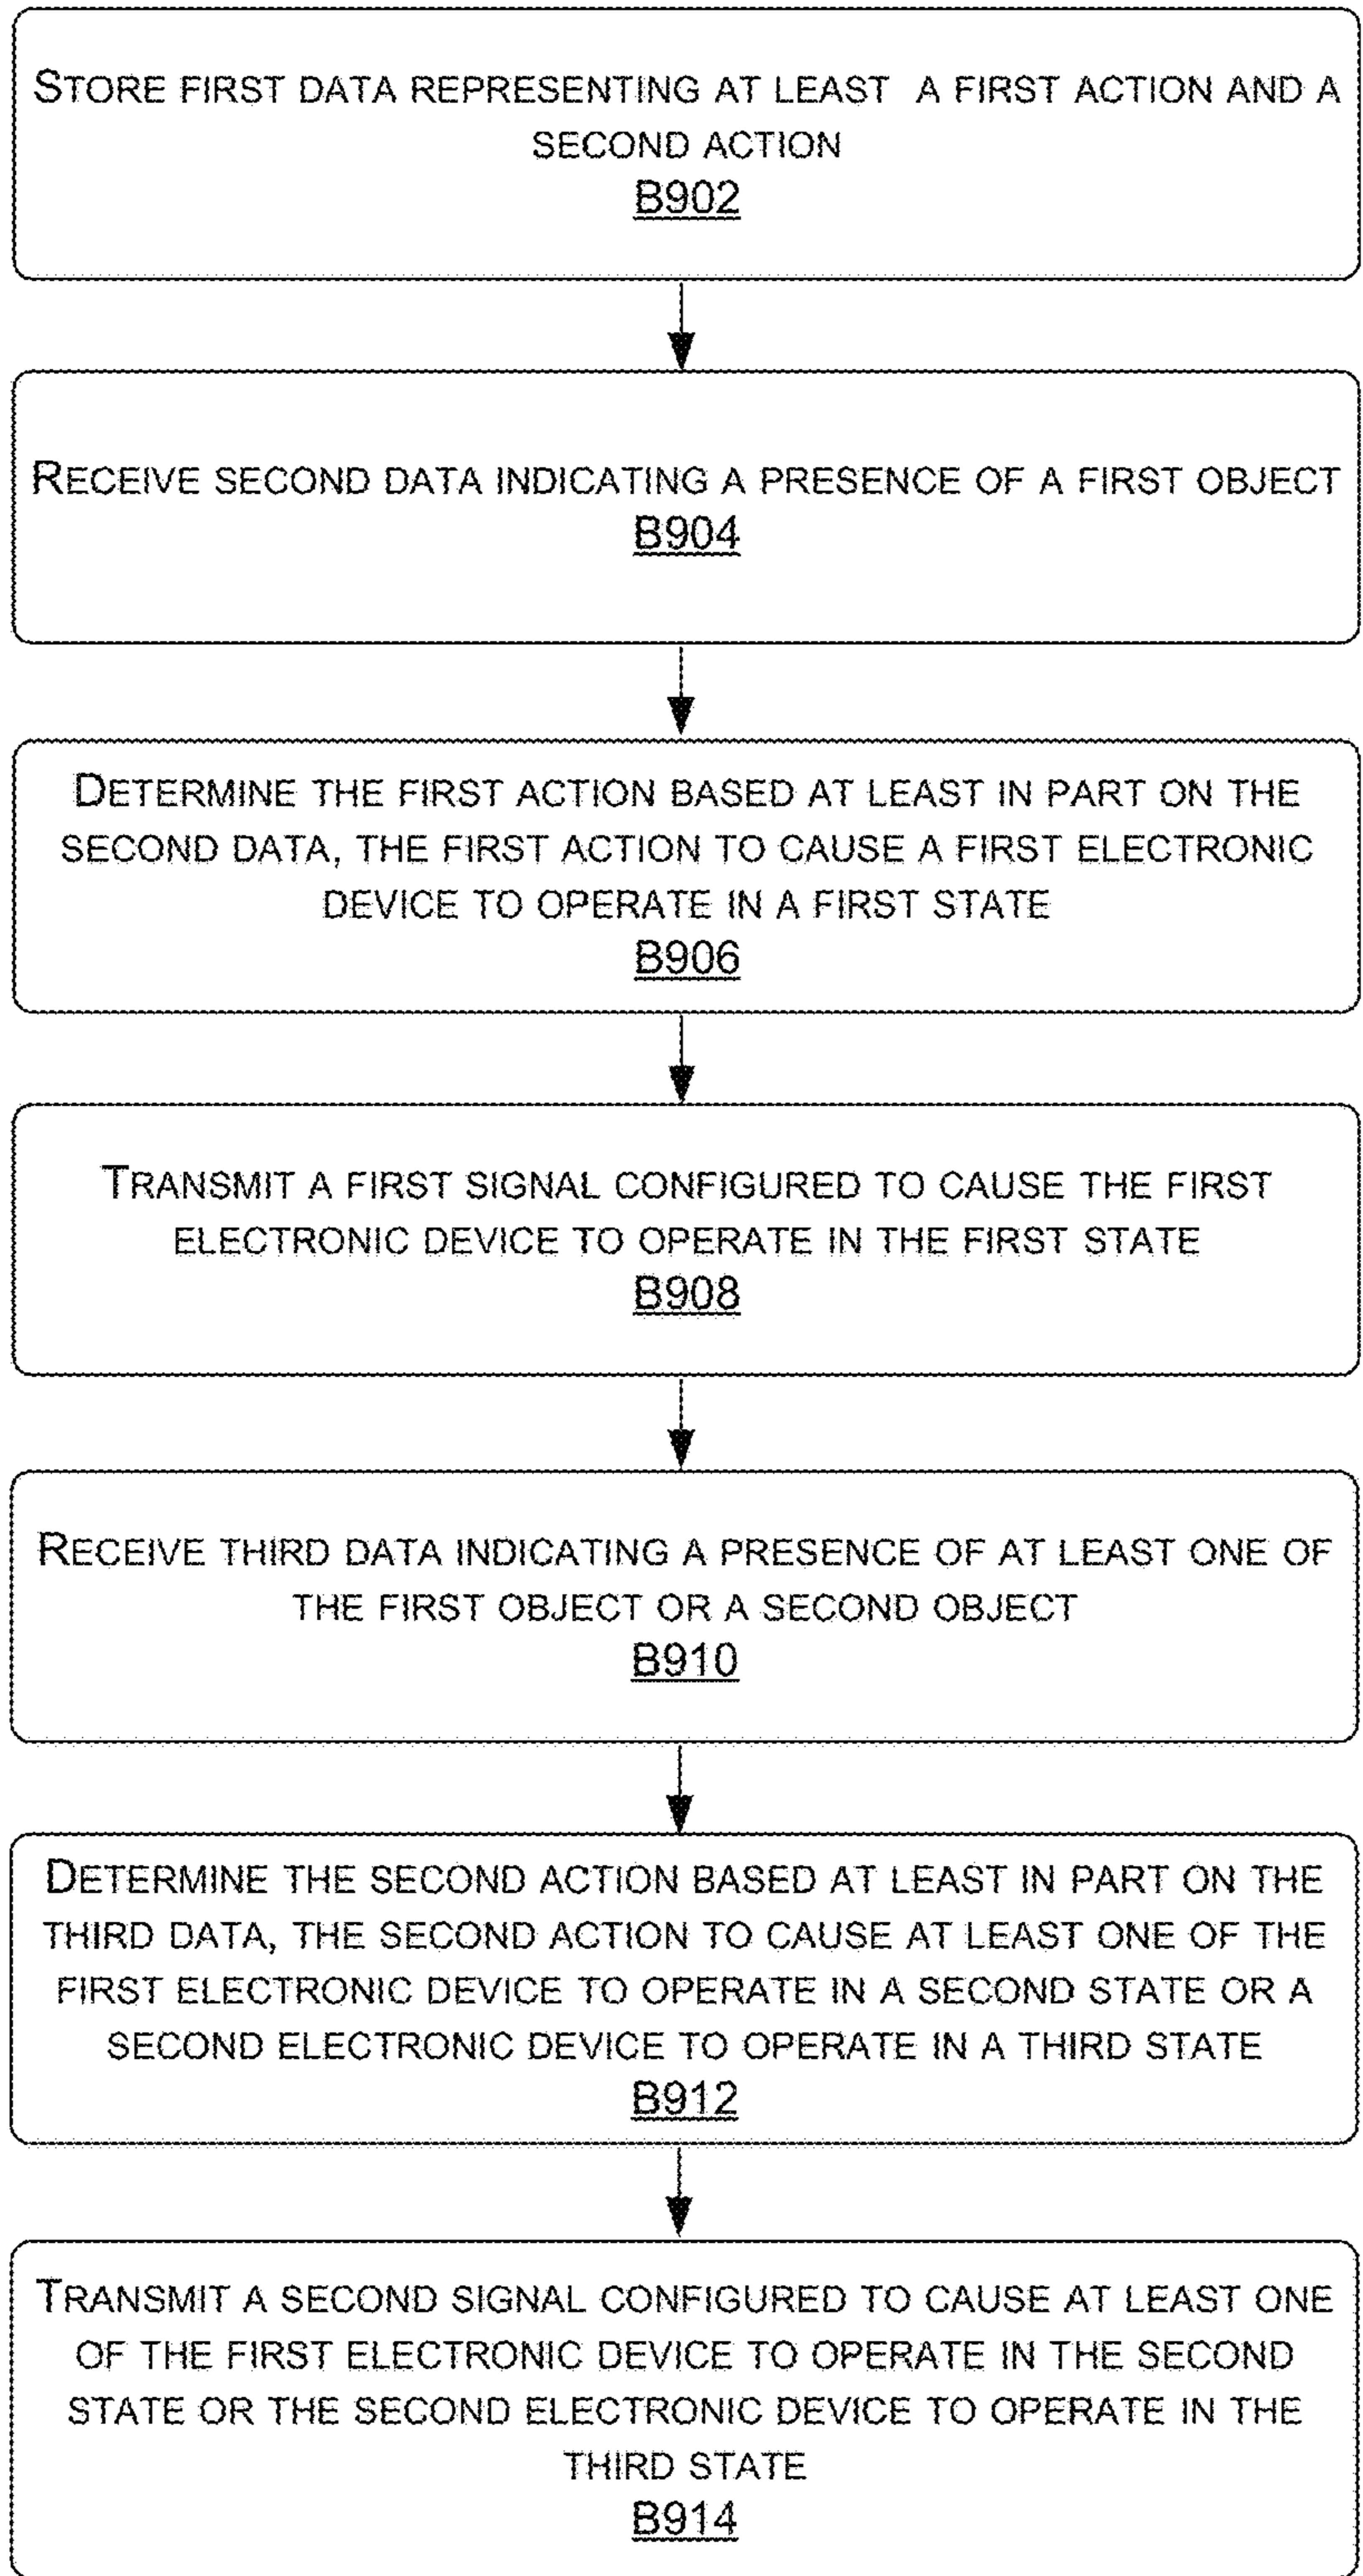 STORE FIRST DATA REPRESENTING AT LEAST A FIRST ACTION AND A
SECOND ACTION
B902
RECEIVE SECOND DATA INDICATING A PRESENCE OF A FIRST OBJECT
B904
DETERMINE THE FIRST ACTION BASED AT LEAST IN PART ON THE
SECOND DATA, THE FIRST ACTION TO CAUSE A FIRST ELECTRONIC
DEVICE TO OPERATE IN A FIRST STATE
B906
TRANSMIT A FIRST SIGNAL CONFIGURED TO CAUSE THE FIRST
ELECTRONIC DEVICE TO OPERATE IN THE FIRST STATE
B908
RECEIVE THIRD DATA INDICATING A PRESENCE OF AT LEAST ONE OF
THE FIRST OBJECT OR A SECOND OBJECT
B910
DETERMINE THE SECOND ACTION BASED AT LEAST IN PART ON THE
THIRD DATA, THE SECOND ACTION TO CAUSE AT LEAST ONE OF THE
FIRST ELECTRONIC DEVICE TO OPERATE IN A SECOND STATE OR A
SECOND ELECTRONIC DEVICE TO OPERATE IN A THIRD STATE
B912
TRANSMIT A SECOND SIGNAL CONFIGURED TO CAUSE AT LEAST ONE
OF THE FIRST ELECTRONIC DEVICE TO OPERATE IN THE SECOND
STATE OR THE SECOND ELECTRONIC DEVICE TO OPERATE IN THE
THIRD STATE
B914